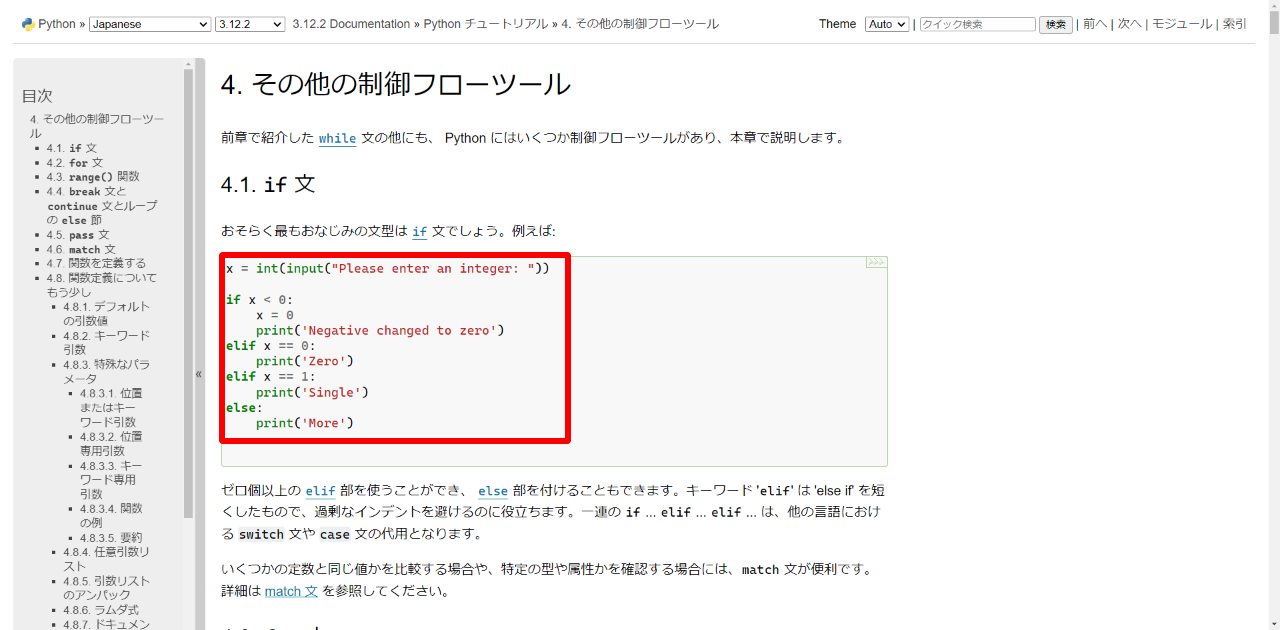 Python » Japanese 3.12.2 3.12.2 Documentation » Python チュートリアル » 4. その他の制御フローツール Theme Auto | クイック検索 検索 | 前へ | 次へ | モジュール | 索引
目次
4. その他の制御フローツー
ル
4.1. if 文
4.2. for 文
4.3. range() 関数
4.4. break 文と
continue 文とループ
の else 節
4.5. pass 文
4.6. match 文
4.7. 関数を定義する
4.8. 関数定義について
もう少し
4.8.1. デフォルト
の引数値
4.8.2. キーワード
引数
4.8.3. 特殊なパラ
メータ
4.8.3.1. 位置
またはキー
ワード引数
4.8.3.2. 位置
専用引数
4.8.3.3. キー
ワード専用
引数
4.8.3.4. 関数
の例
4.8.3.5. 要約
4.8.4. 任意引数リ
スト
4.8.5. 引数リスト
のアンパック
4.8.6. ラムダ式
4.8.7. ドキュメン
«
4. その他の制御フローツール
前章で紹介した while 文の他にも、 Python にはいくつか制御フローツールがあり、本章で説明します。
4.1. if 文
おそらく最もおなじみの文型は if 文でしょう。例えば:
>>>
x = int(input("Please enter an integer: "))
if x < 0:
    x = 0
    print('Negative changed to zero')
elif x == 0:
    print('Zero')
elif x == 1:
    print('Single')
else:
    print('More')
ゼロ個以上の elif 部を使うことができ、 else 部を付けることもできます。キーワード 'elif' は 'else if' を短
くしたもので、過剰なインデントを避けるのに役立ちます。一連の if ... elif ... elif ... は、他の言語におけ
る switch 文や case 文の代用となります。
いくつかの定数と同じ値かを比較する場合や、特定の型や属性かを確認する場合には、match 文が便利です。
詳細は match 文 を参照してください。